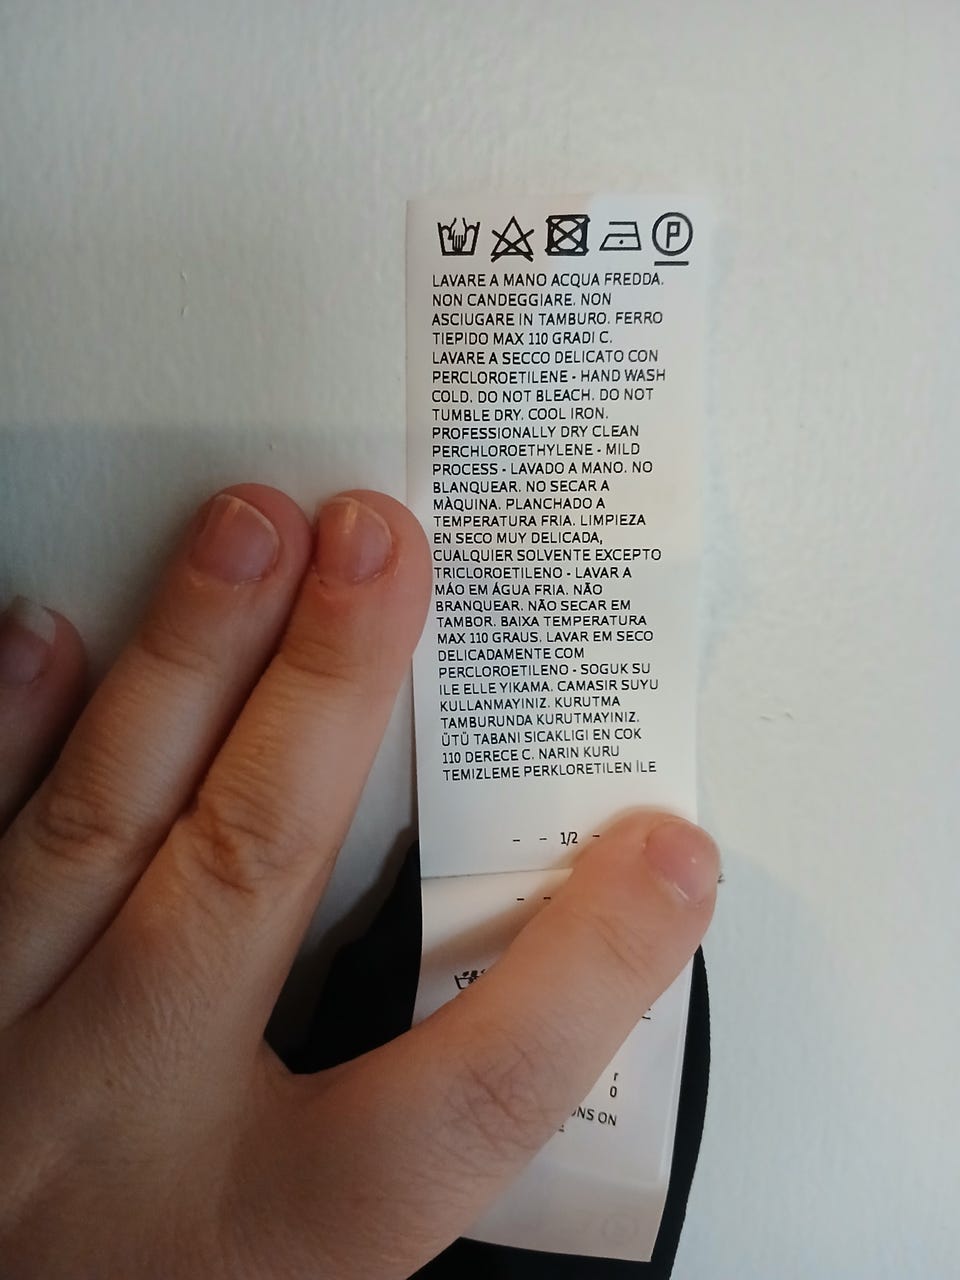 P
LAVARE A MANO ACQUA FREDDA.
NON CANDEGGIARE. NON
ASCIUGARE IN TAMBURO. FERRO
TIEPIDO MAX 110 GRADI C.
LAVARE A SECCO DELICATO CON
PERCLOROETILENE - HAND WASH
COLD. DO NOT BLEACH. DO NOT
TUMBLE DRY. COOL IRON.
PROFESSIONALLY DRY CLEAN
PERCHLOROETHYLENE - MILD
PROCESS - LAVADO A MANO. NO
BLANQUEAR. NO SECAR A
MÀQUINA. PLANCHADO A
TEMPERATURA FRIA. LIMPIEZA
EN SECO MUY DELICADA,
CUALQUIER SOLVENTE EXCEPTO
TRICLOROETILENO - LAVAR A
MÁO EM ÁGUA FRIA. NÃO
BRANQUEAR. NÃO SECAR EM
TAMBOR. BAIXA TEMPERATURA
MAX 110 GRAUS. LAVAR EM SECO
DELICADAMENTE COM
PERCLOROETILENO - SOGUK SU
ILE ELLE YIKAMA. CAMASIR SUYU
KULLANMAYINIZ. KURUTMA
TAMBURUNDA KURUTMAYINIZ.
ÜTÜ TABANI SICAKLIGI EN COK
110 DERECE C. NARIN KURU
TEMIZLEME PERKLORETILEN İLE
- - 1/2 -
- -
r
0
ON